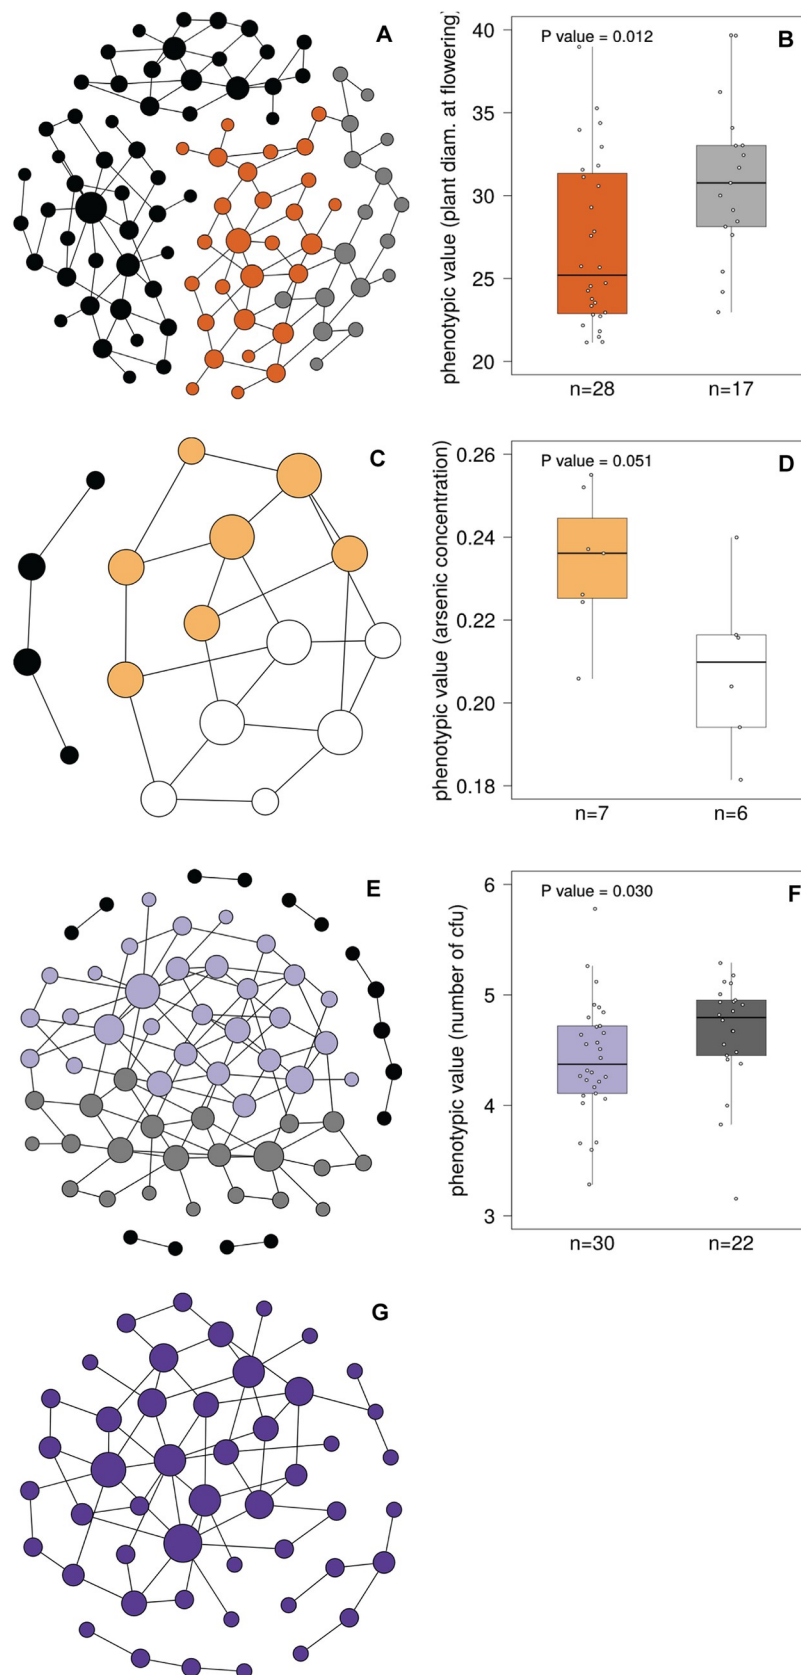 A
B
P value = 0.012
phenotypic value (plant diam. at flowering)
40
35
30
25
20
n=28
n=17
C
D
P value = 0.051
phenotypic value (arsenic concentration)
0.26
0.24
0.22
0.20
0.18
n=7
n=6
E
F
P value = 0.030
phenotypic value (number of cfu)
6
5
4
3
n=30
n=22
G